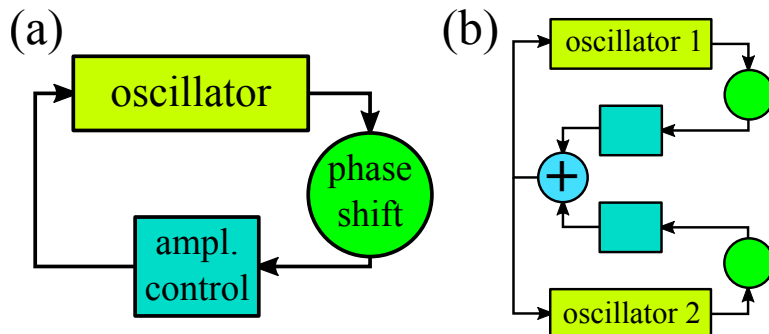 (a)
oscillator
phase
shift
ampl.
control
(b)
oscillator 1
+
oscillator 2